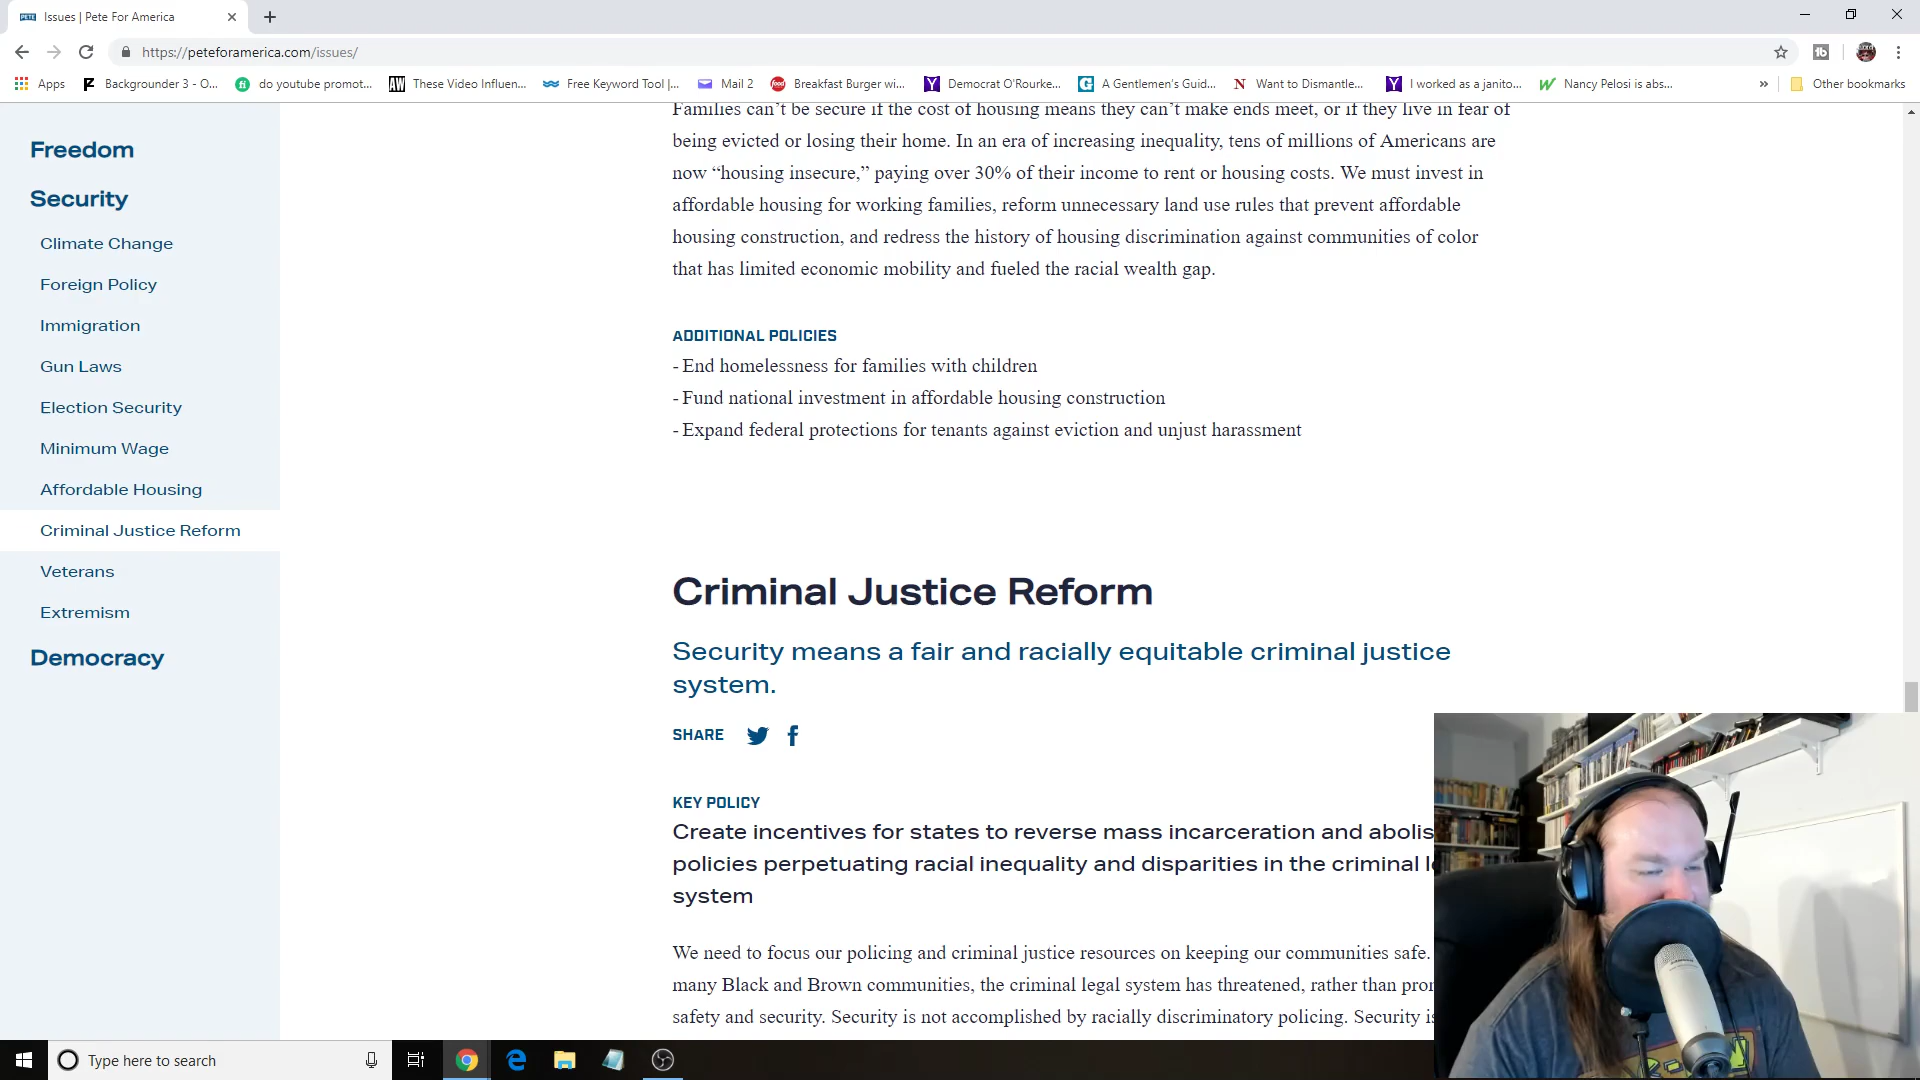 Issues | Pete For America
https://peteforamerica.com/issues/
Apps
Backgrounder 3 - O...
do youtube promot...
These Video Influen...
Free Keyword Tool |...
Mail 2
Breakfast Burger wi...
Democrat O'Rourke...
A Gentlemen's Guid...
Want to Dismantle...
I worked as a janito...
Nancy Pelosi is abs...
»
Other bookmarks
Freedom
Security
Climate Change
Foreign Policy
Immigration
Gun Laws
Election Security
Minimum Wage
Affordable Housing
Criminal Justice Reform
Veterans
Extremism
Democracy
Families can’t be secure if the cost of housing means they can’t make ends meet, or if they live in fear of
being evicted or losing their home. In an era of increasing inequality, tens of millions of Americans are
now “housing insecure,” paying over 30% of their income to rent or housing costs. We must invest in
affordable housing for working families, reform unnecessary land use rules that prevent affordable
housing construction, and redress the history of housing discrimination against communities of color
that has limited economic mobility and fueled the racial wealth gap.
ADDITIONAL POLICIES
- End homelessness for families with children
- Fund national investment in affordable housing construction
- Expand federal protections for tenants against eviction and unjust harassment
Criminal Justice Reform
Security means a fair and racially equitable criminal justice
system.
SHARE
KEY POLICY
Create incentives for states to reverse mass incarceration and abolis
policies perpetuating racial inequality and disparities in the criminal
system
We need to focus our policing and criminal justice resources on keeping our communities safe.
many Black and Brown communities, the criminal legal system has threatened, rather than
safety and security. Security is not accomplished by racially discriminatory policing. Security is
Type here to search